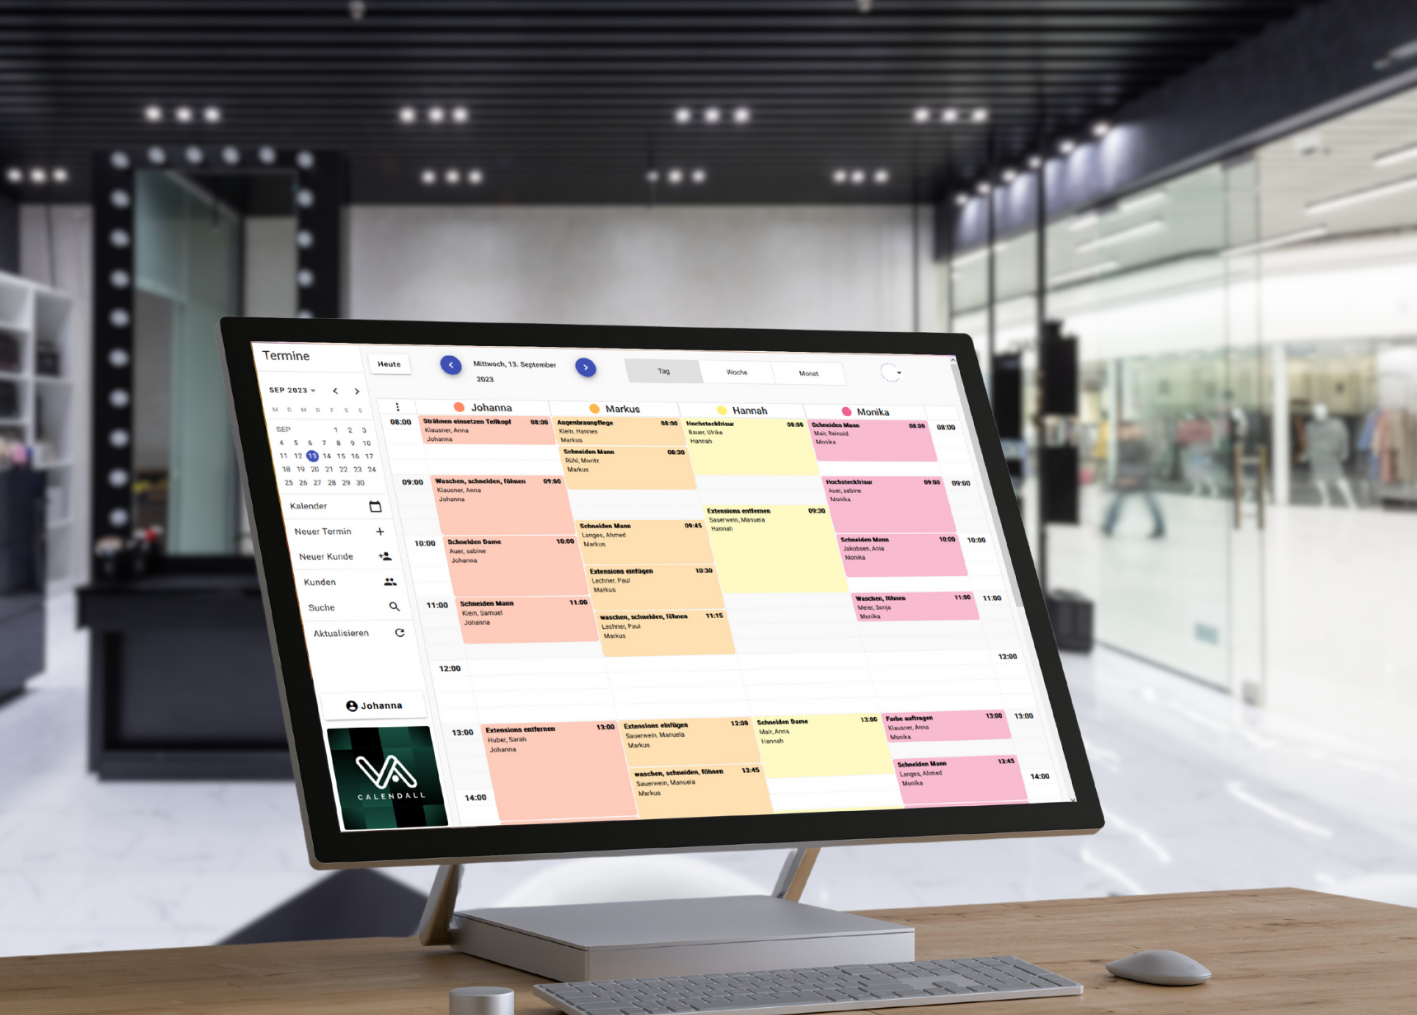 Termine
Heute
Mittwoch, 13. September
2023
Tag
Woche
Monat
SEP 2023
M D M D F S S
SEP 1 2 3
4 5 6 7 8 9 10
11 12 13 14 15 16 17
18 19 20 21 22 23 24
25 26 27 28 29 30
Kalender
Neuer Termin
Neuer Kunde
Kunden
Suche
Aktualisieren
Johanna
CALENDALL
Johanna
Markus
Hannah
Monika
08:00
09:00
10:00
11:00
12:00
13:00
14:00
Strähnen einsetzen Teilkopf 08:00
Klausner, Anna
Johanna
Waschen, schneiden, föhnen 09:00
Klausner, Anna
Johanna
Schneiden Dame 10:00
Auer, sabine
Johanna
Schneiden Mann 11:00
Klein, Samuel
Johanna
Extensions entfernen 13:00
Huber, Sarah
Johanna
Augenbraunpflege 08:00
Klein, Hannes
Markus
Schneiden Mann 08:30
Rühl, Moritz
Markus
Schneiden Mann 09:45
Langes, Ahmed
Markus
Extensions einfügen 10:30
Lechner, Paul
Markus
waschen, schneiden, föhnen 11:15
Lechner, Paul
Markus
Extensions einfügen 13:00
Sauerwein, Manuela
Markus
waschen, schneiden, föhnen 13:45
Sauerwein, Manuela
Markus
Hochsteckfrisur 08:00
Bauer, Ulrike
Hannah
Extensions entfernen 09:30
Sauerwein, Manuela
Hannah
Schneiden Dame 13:00
Mair, Anna
Hannah
Schneiden Mann 08:00
Mair, Reinold
Monika
Hochsteckfrisur 09:00
Auer, sabine
Monika
Schneiden Mann 10:00
Jakobsen, Ania
Monika
Waschen, föhnen 11:00
Meier, Sonja
Monika
Farbe auftragen 13:00
Klausner, Anna
Monika
Schneiden Mann 13:45
Langes, Ahmed
Monika
08:00
09:00
10:00
11:00
12:00
13:00
14:00